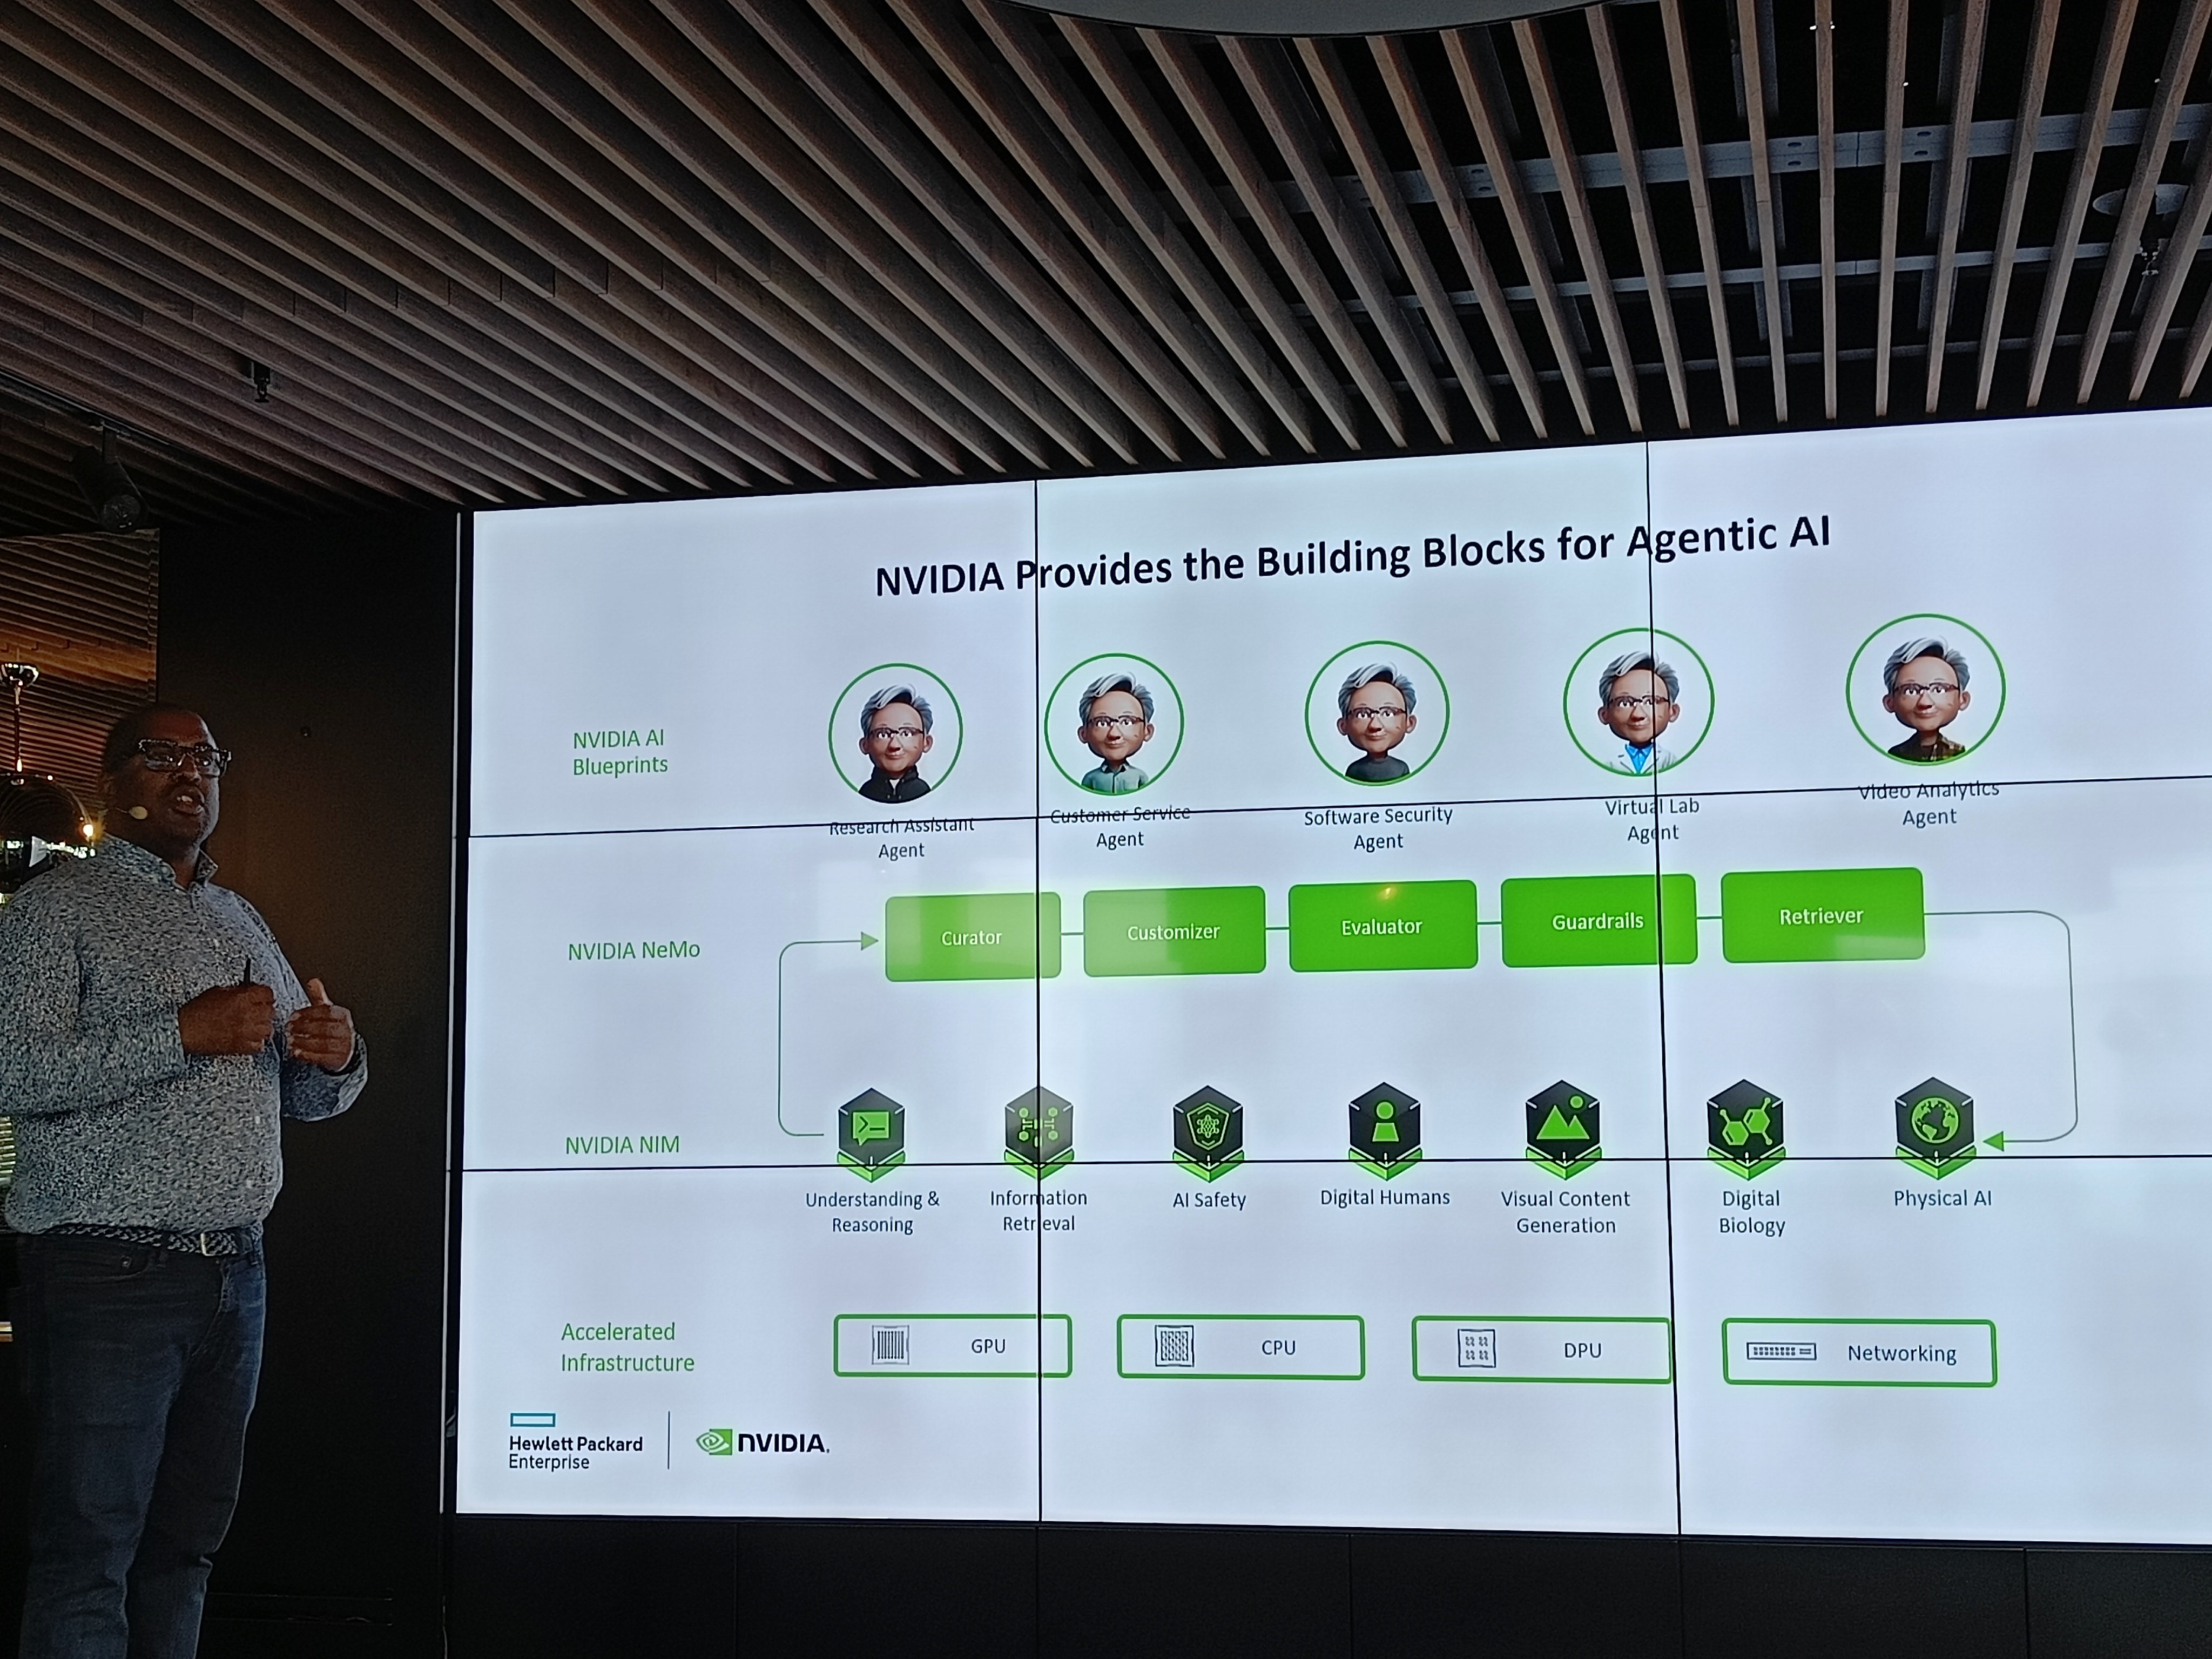 NVIDIA Provides the Building Blocks for Agentic AI
NVIDIA AI
Blueprints
Research Assistant
Agent
Customer Service
Agent
Software Security
Agent
Virtual Lab
Agent
Video Analytics
Agent
NVIDIA NeMo
Curator
Customizer
Evaluator
Guardrails
Retriever
NVIDIA NIM
Understanding &
Reasoning
Information
Retrieval
AI Safety
Digital Humans
Visual Content
Generation
Digital
Biology
Physical AI
Accelerated
Infrastructure
GPU
CPU
DPU
Networking
Hewlett Packard
Enterprise
NVIDIA.